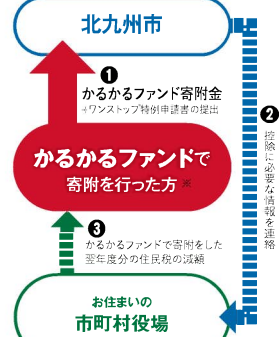 北九州市
❶
かるかるファンド寄附金
+ワンストップ特例申請書の提出
❷
控除に必要な情報を連絡
かるかるファンドで
寄附を行った方※
❸
かるかるファンドで寄附をした
翌年度分の住民税の減額
お住まいの
市町村役場